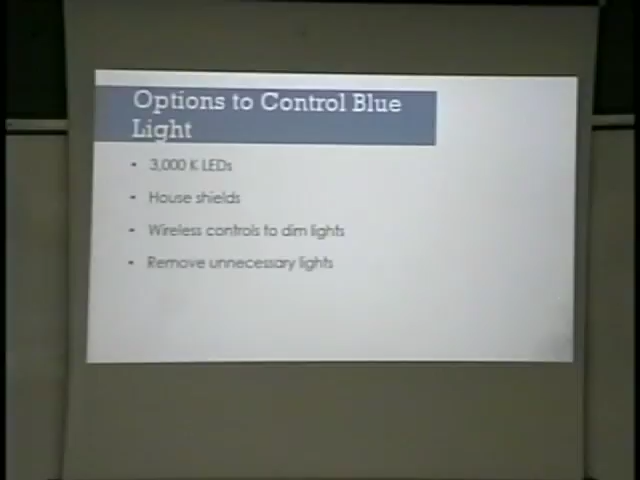 Options to Control Blue
Light
• 3,000 K LEDs
• House shields
• Wireless controls to dim lights
• Remove unnecessary lights